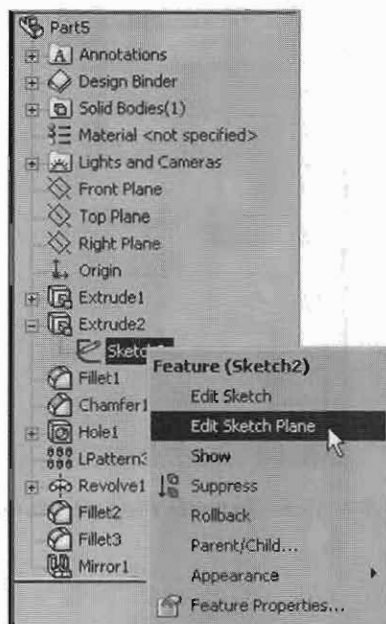 Part5
A Annotations
Design Binder
Solid Bodies(1)
Material <not specified>
Lights and Cameras
Front Plane
Top Plane
Right Plane
Origin
Extrude1
Extrude2
Feature (Sketch2)
Fillet1
Edit Sketch
Chamfer1
Edit Sketch Plane
Hole1
Show
Suppress
Revolve1
Rollback
Fillet2
Parent/Child...
Fillet3
Appearance
Mirror1
Feature Properties...